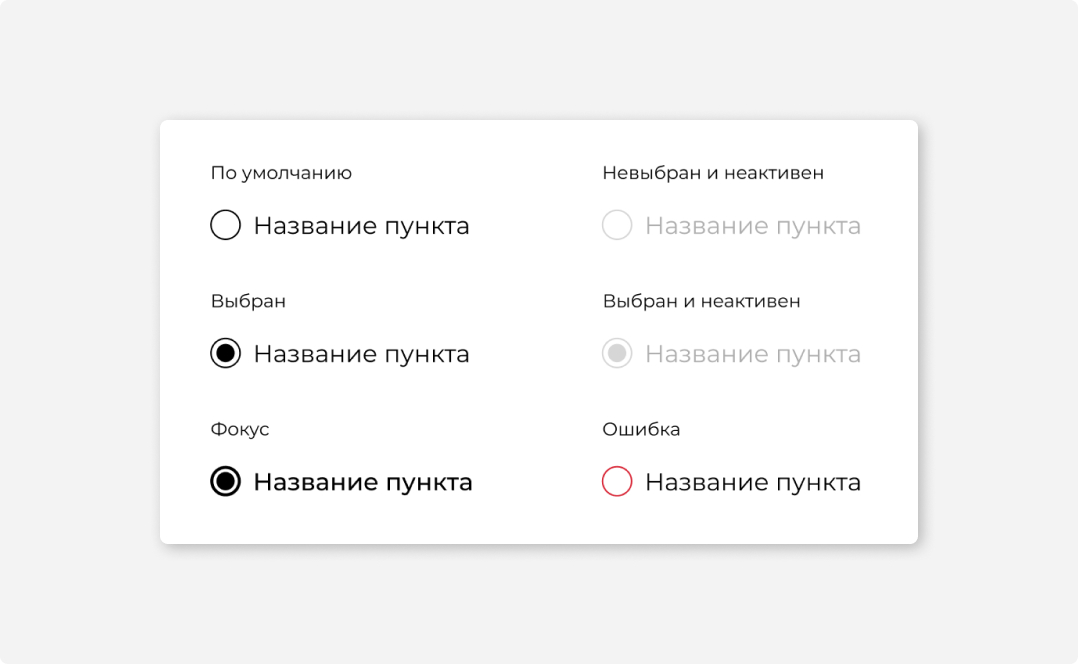 По умолчанию
Название пункта
Выбран
Название пункта
Фокус
Название пункта
Невыбран и неактивен
Название пункта
Выбран и неактивен
Название пункта
Ошибка
Название пункта